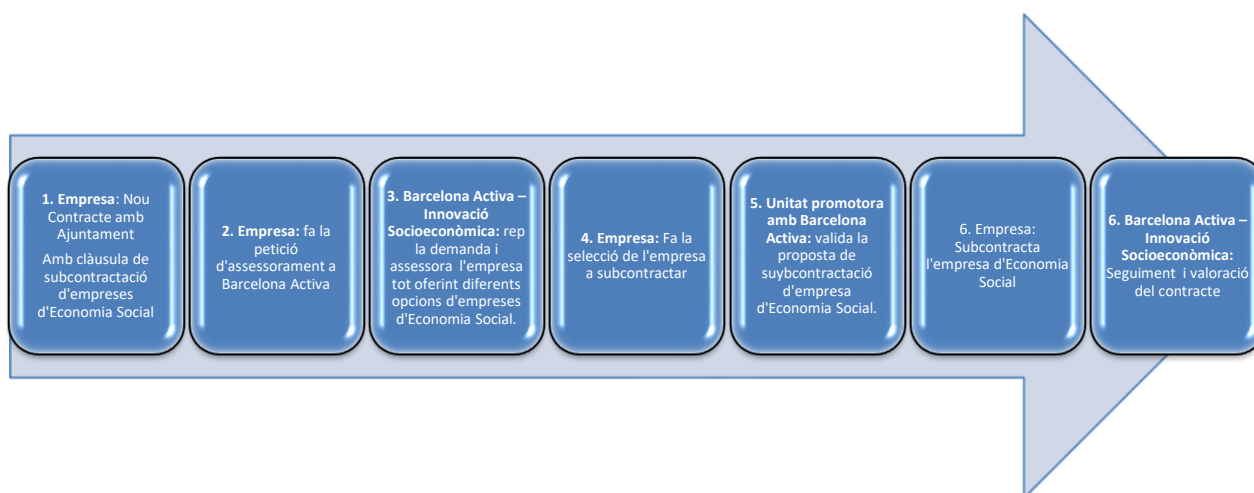 1. Empresa: Nou
Contracte amb
Ajuntament
Amb clàusula de
subcontractació
d'empreses
d'Economia Social
2. Empresa: fa la
petició
d'assessorament a
Barcelona Activa
3. Barcelona Activa –
Innovació
Socioeconòmica: rep
la demanda i
assessora l'empresa
tot oferint diferents
opcions d'empreses
d'Economia Social.
4. Empresa: Fa la
selecció de l'empresa
a subcontractar
5. Unitat promotora
amb Barcelona
Activa: valida la
proposta de
suybcontractació
d'empresa
d'Economia Social.
6. Empresa:
Subcontracta
l'empresa d'Economia
Social
6. Barcelona Activa –
Innovació
Socioeconòmica:
Seguiment i valoració
del contracte